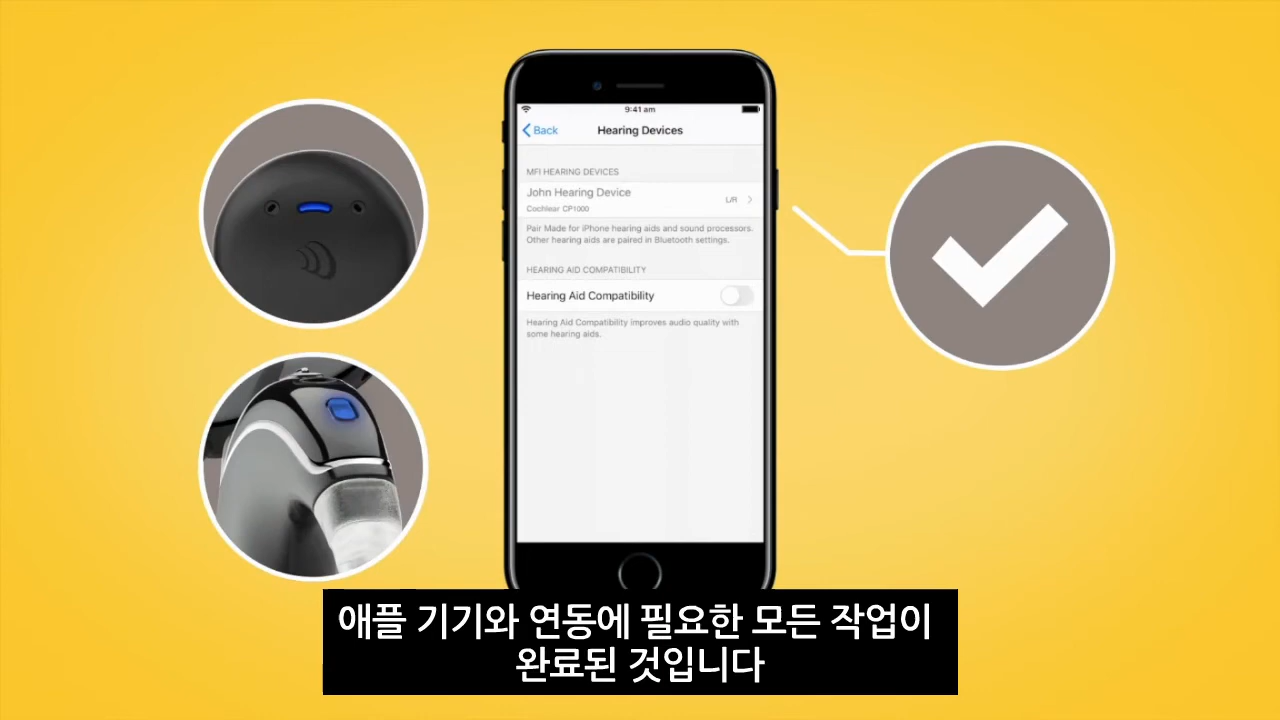 9:41 am
Back
Hearing Devices
MFI HEARING DEVICES
John Hearing Device
Cochlear CP1000
L/R
Pair Made for iPhone hearing aids and sound processors.
Other hearing aids are paired in Bluetooth settings.
HEARING AID COMPATIBILITY
Hearing Aid Compatibility
Hearing Aid Compatibility improves audio quality with
some hearing aids.
애플 기기와 연동에 필요한 모든 작업이
완료된 것입니다